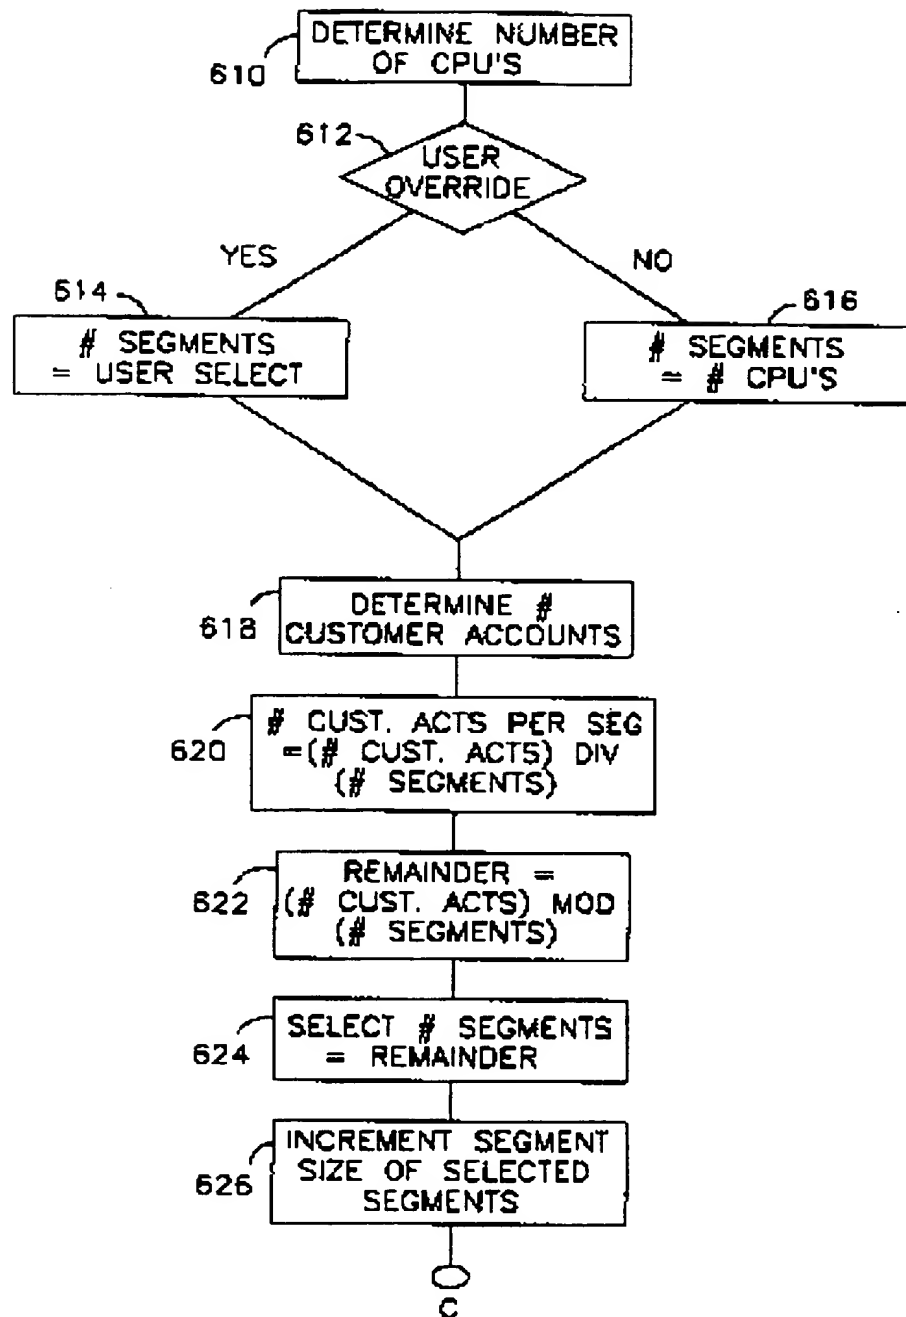 610
DETERMINE NUMBER
OF CPU'S
612
USER
OVERRIDE
YES
NO
614
# SEGMENTS
= USER SELECT
616
# SEGMENTS
= # CPU'S
618
DETERMINE #
CUSTOMER ACCOUNTS
620
# CUST. ACTS PER SEG
=(# CUST. ACTS) DIV
(# SEGMENTS)
622
REMAINDER =
(# CUST. ACTS) MOD
(# SEGMENTS)
624
SELECT # SEGMENTS
= REMAINDER
626
INCREMENT SEGMENT
SIZE OF SELECTED
SEGMENTS
C